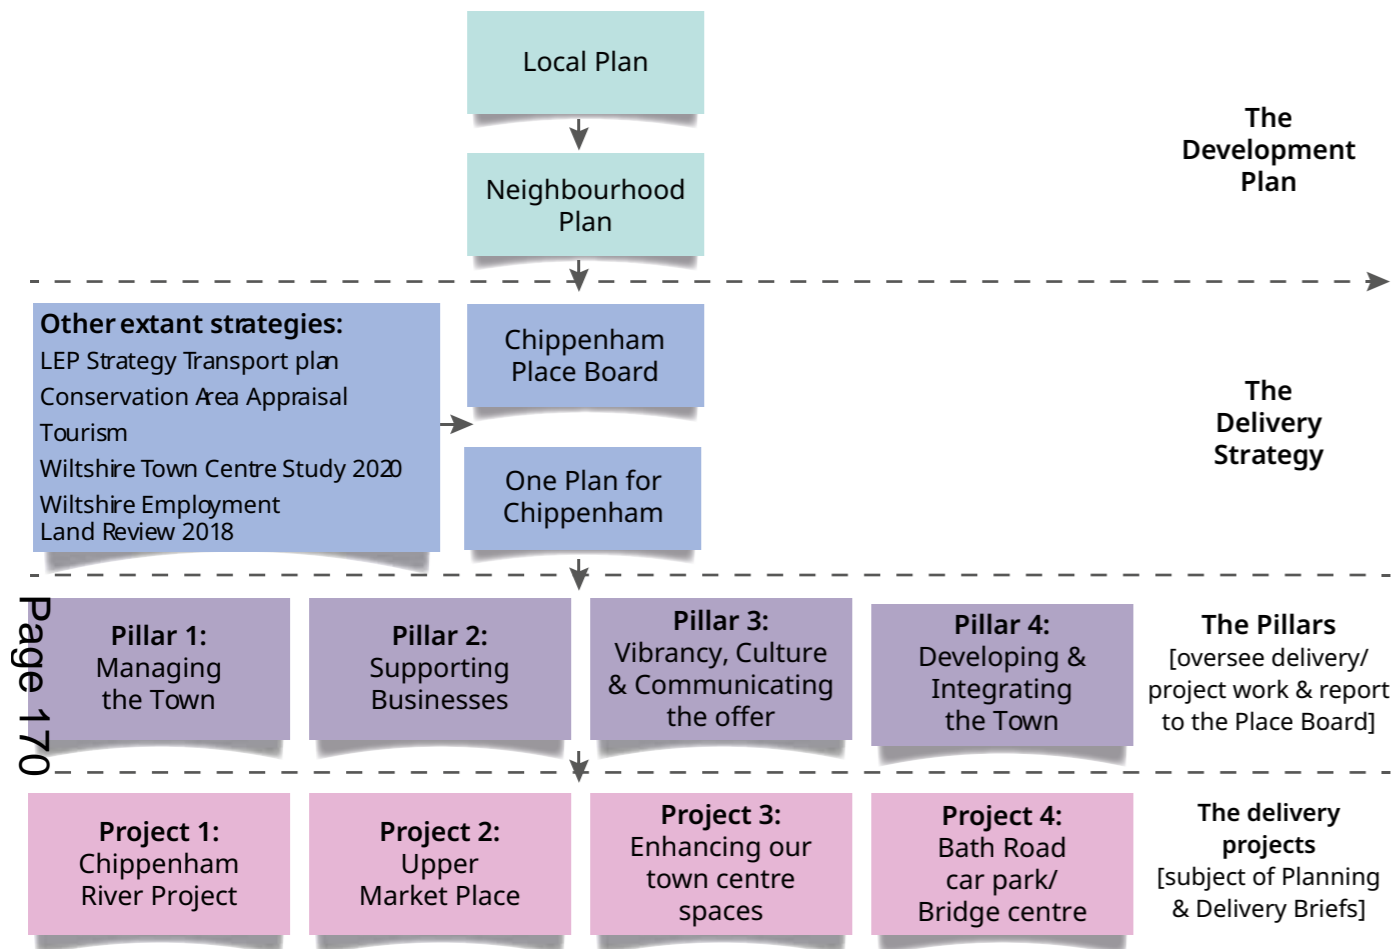 Local Plan
Neighbourhood
Plan
The
Development
Plan
Other extant strategies:
LEP Strategy Transport plan
Conservation Area Appraisal
Tourism
Wiltshire Town Centre Study 2020
Wiltshire Employment
Land Review 2018
Chippenham
Place Board
One Plan for
Chippenham
The
Delivery
Strategy
Page 170
Pillar 1:
Managing
the Town
Pillar 2:
Supporting
Businesses
Pillar 3:
Vibrancy, Culture
& Communicating
the offer
Pillar 4:
Developing &
Integrating
the Town
The Pillars
[oversee delivery/
project work & report
to the Place Board]
Project 1:
Chippenham
River Project
Project 2:
Upper
Market Place
Project 3:
Enhancing our
town centre
spaces
Project 4:
Bath Road
car park/
Bridge centre
The delivery
projects
[subject of Planning
& Delivery Briefs]